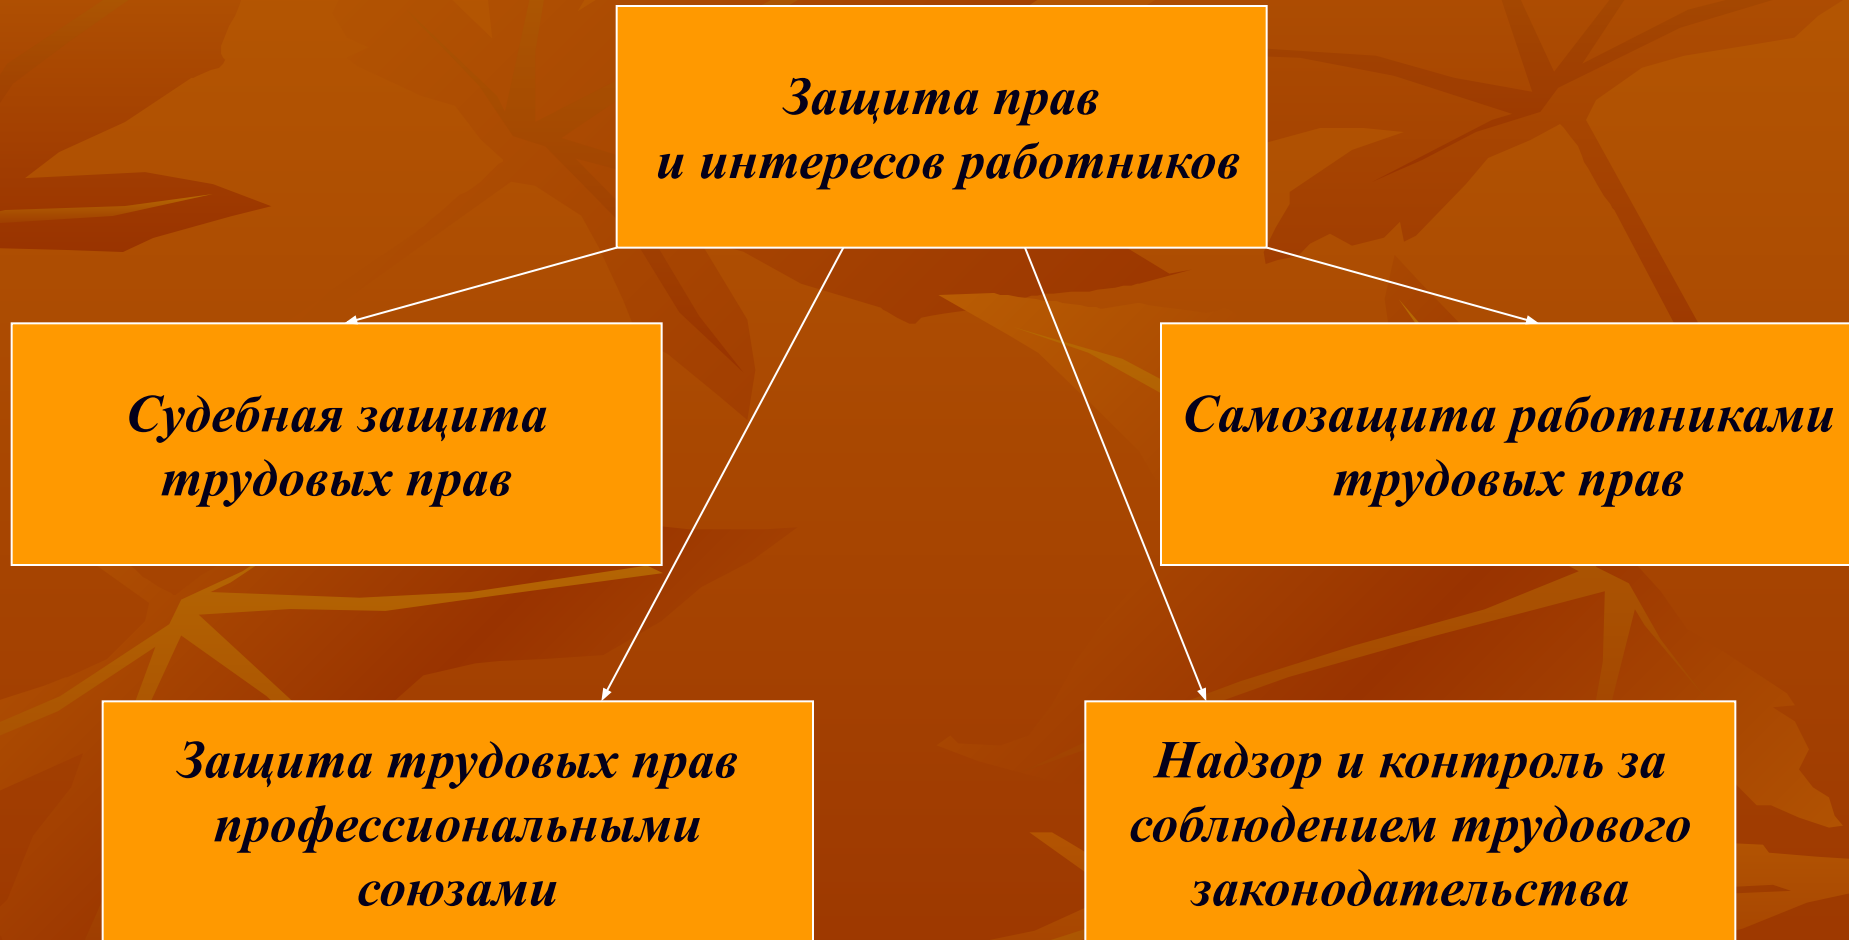 Защита прав
и интересов работников
Судебная защита
трудовых прав
Самозащита работниками
трудовых прав
Защита трудовых прав
профессиональными
союзами
Надзор и контроль за
соблюдением трудового
законодательства